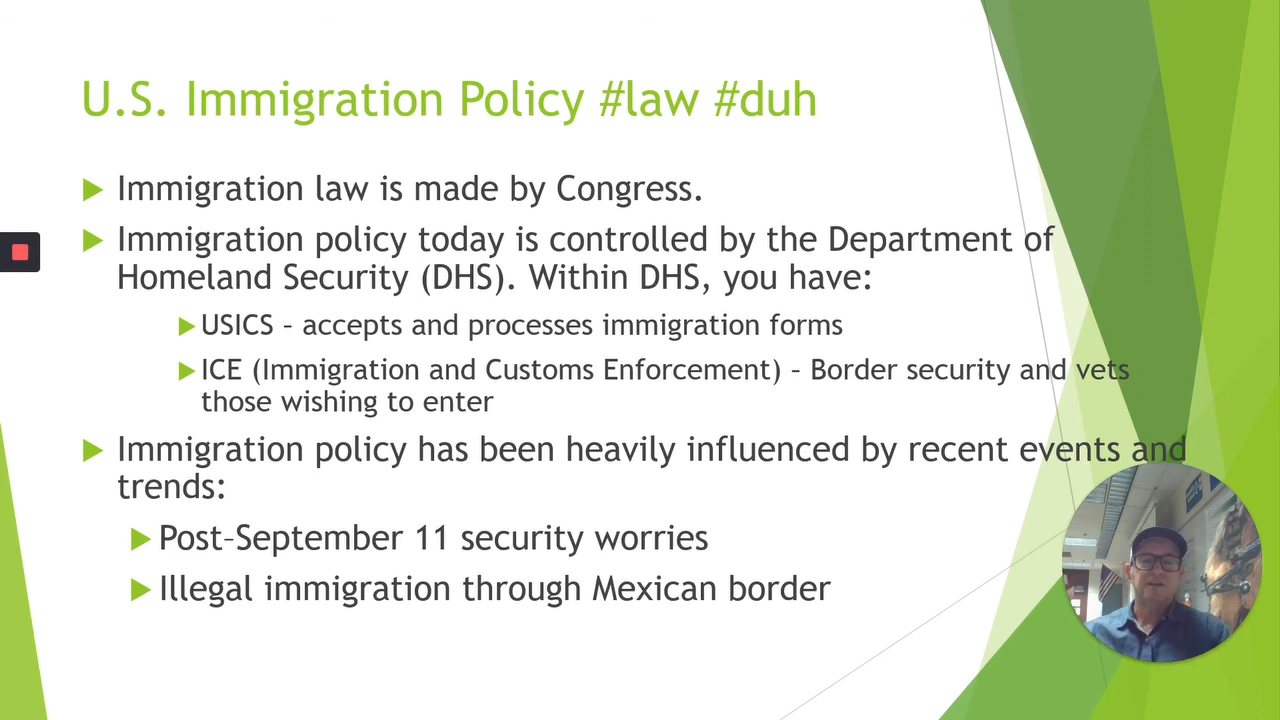 U.S. Immigration Policy #law #duh
Immigration law is made by Congress.
Immigration policy today is controlled by the Department of
Homeland Security (DHS). Within DHS, you have:
USICS – accepts and processes immigration forms
ICE (Immigration and Customs Enforcement) – Border security and vets
those wishing to enter
Immigration policy has been heavily influenced by recent events and
trends:
Post–September 11 security worries
Illegal immigration through Mexican border